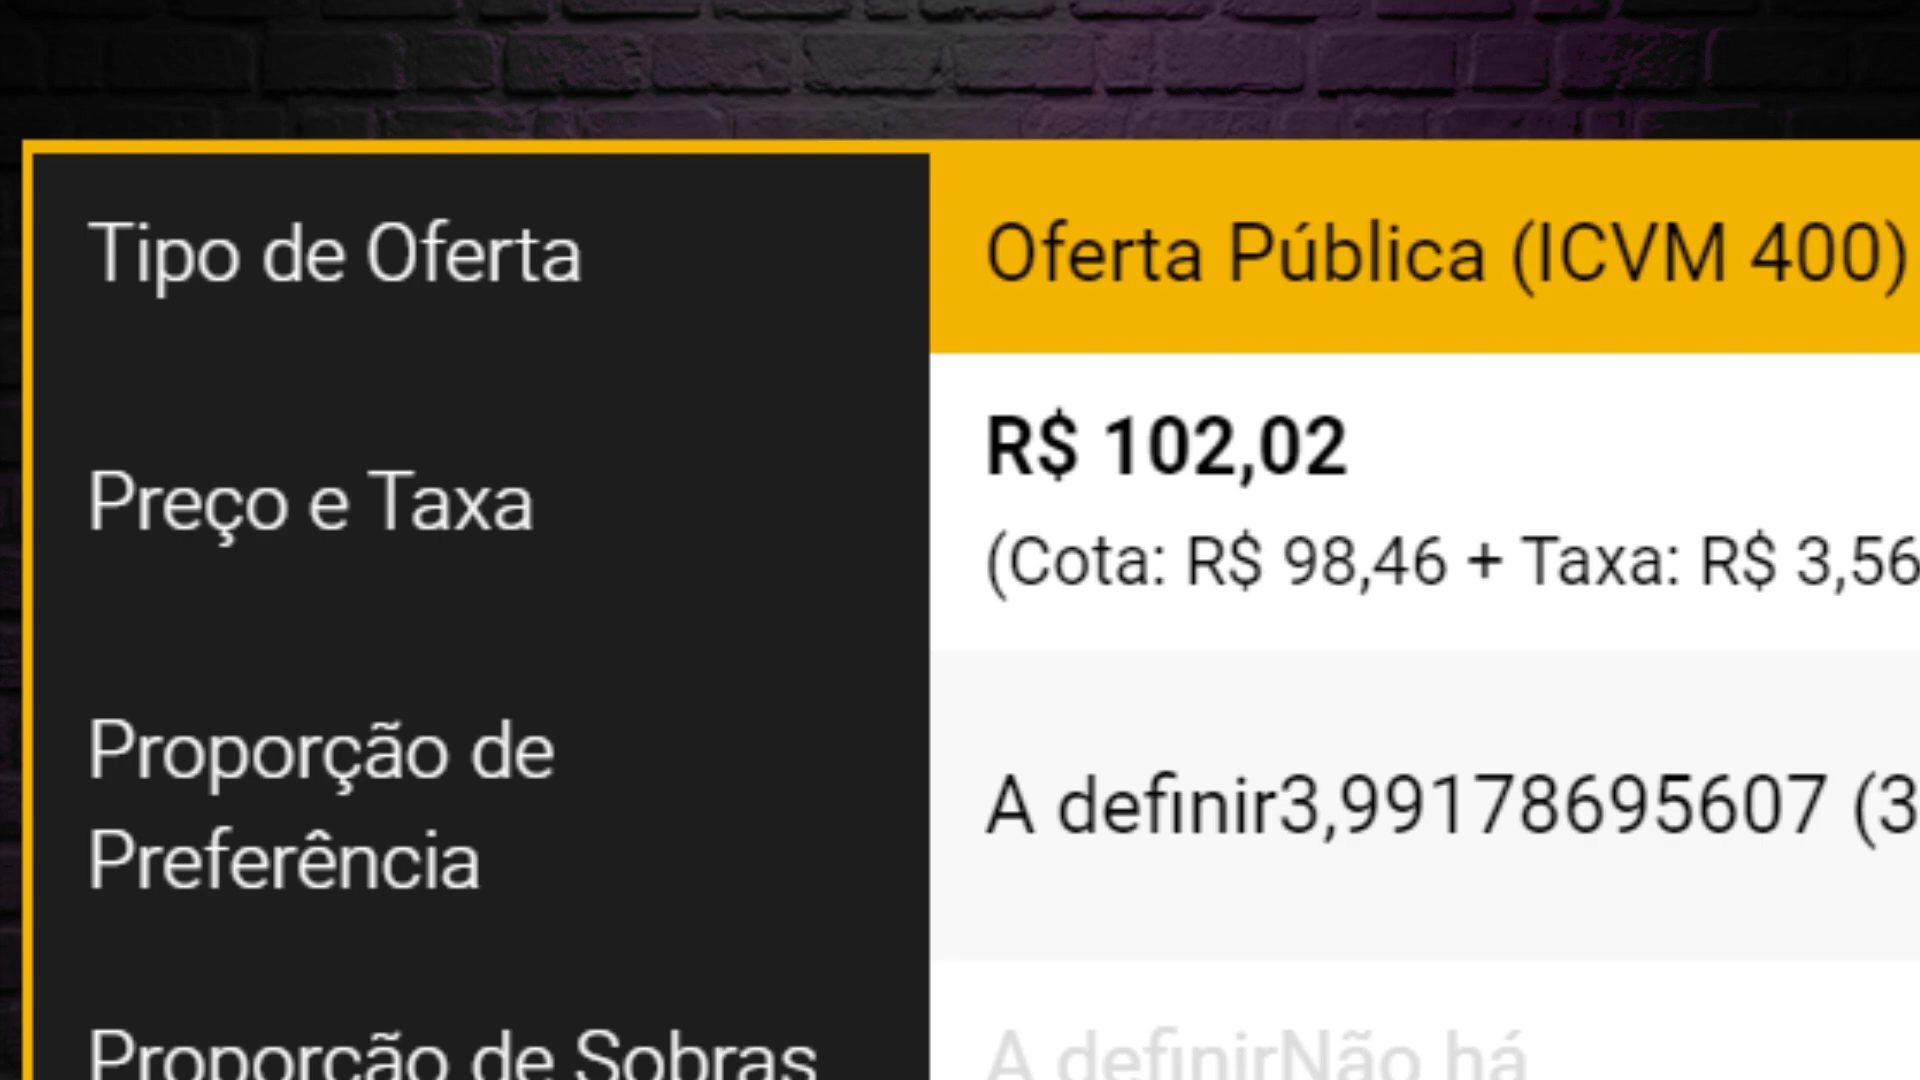 Tipo de Oferta
Oferta Pública (ICVM 400)
Preço e Taxa
R$ 102,02
(Cota: R$ 98,46 + Taxa: R$ 3,56
Proporção de
Preferência
A definir3,99178695607 (3
Proporção de Sobras
A definirNão há